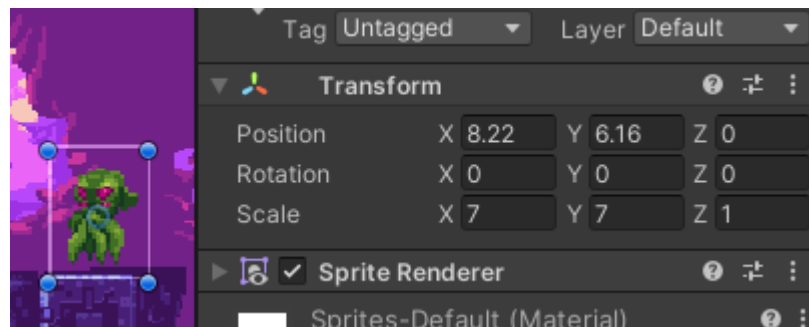 Tag Untagged Layer Default
Transform
Position X 8.22 Y 6.16 Z 0
Rotation X 0 Y 0 Z 0
Scale X 7 Y 7 Z 1
Sprite Renderer
Sprites-Default (Material)